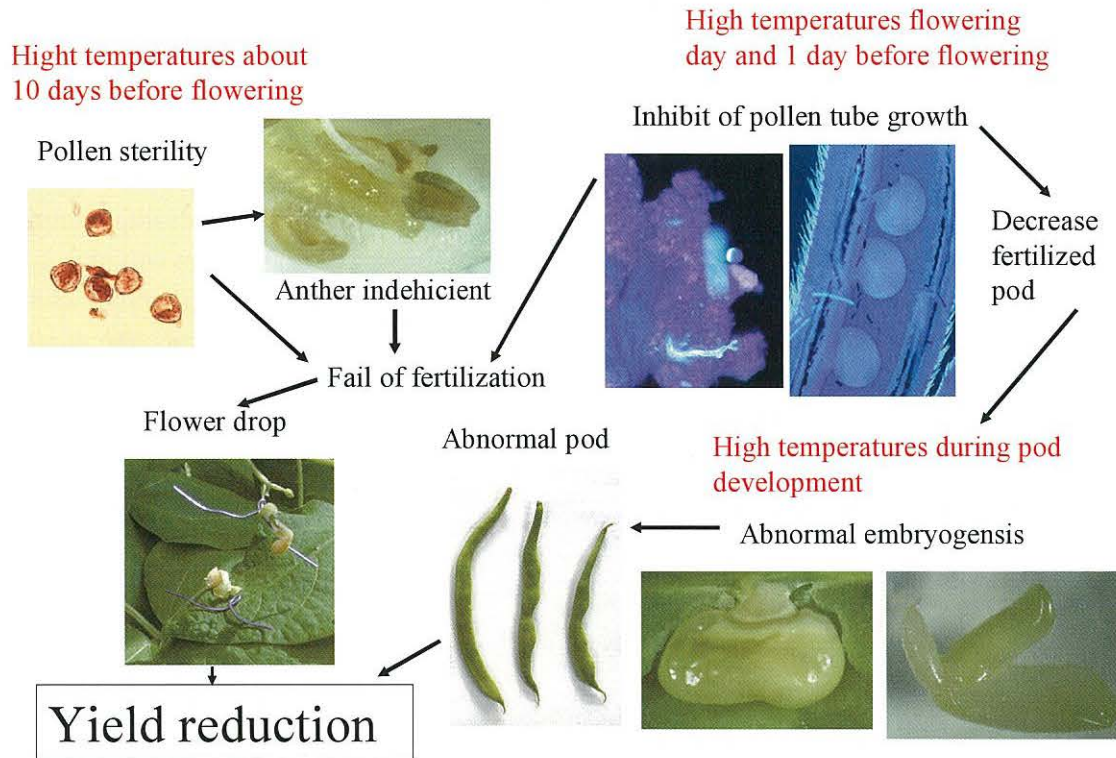 Hight temperatures about
10 days before flowering
Pollen sterility
Anther indehicient
High temperatures flowering
day and 1 day before flowering
Inhibit of pollen tube growth
Decrease
fertilized
pod
Fail of fertilization
Flower drop
Abnormal pod
High temperatures during pod
development
Abnormal embryogensis
Yield reduction